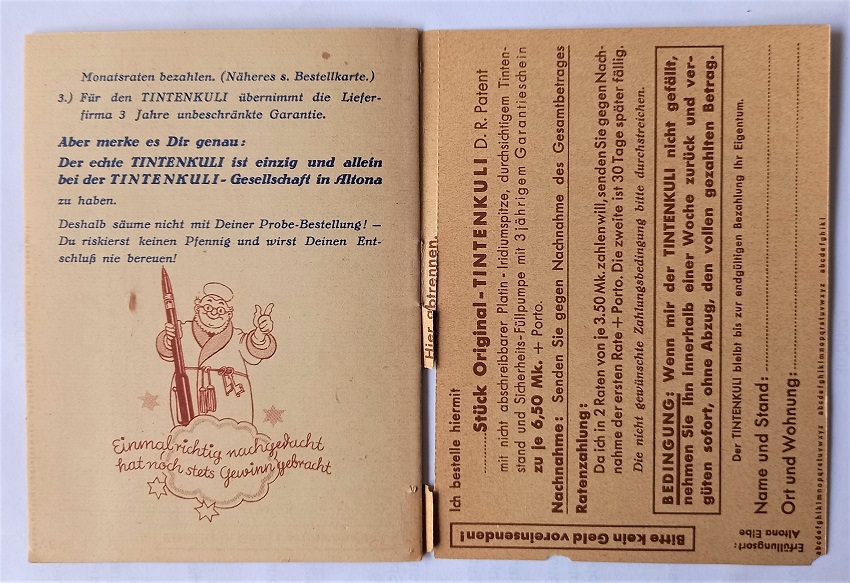 Monatsraten bezahlen. (Näheres s. Bestellkarte.)
3.) Für den TINTENKULI übernimmt die Liefer-
firma 3 Jahre unbeschränkte Garantie.
Aber merke es Dir genau:
Der echte TINTENKULI ist einzig und allein
bei der TINTENKULI-Gesellschaft in Altona
zu haben.
Deshalb säume nicht mit Deiner Probe-Bestellung! –
Du riskierst keinen Pfennig und wirst Deinen Ent-
schluß nie bereuen!
Einmal richtig nachgedacht
hat noch stets Gewinn gebracht
Hier abtrennen.
Ich bestelle hiermit
........Stück Original-TINTENKULI D. R. Patent
mit nicht abschreibbarer Platin-Iridiumspitze, durchsichtigem Tinten-
stand und Sicherheits-Füllpumpe mit 3 jährigem Garantieschein
zu je 6,50 Mk. + Porto.
Nachnahme: Senden Sie gegen Nachnahme des Gesamtbetrages
Ratenzahlung:
Da ich in 2 Raten von je 3.50 Mk. zahlen will, senden Sie gegen Nach-
nahme der ersten Rate + Porto. Die zweite ist 30 Tage später fällig.
Die nicht gewünschte Zahlungsbedingung bitte durchstreichen.
BEDINGUNG: Wenn mir der TINTENKULI nicht gefällt,
nehmen Sie ihn innerhalb einer Woche zurück und ver-
güten sofort, ohne Abzug, den vollen gezahlten Betrag.
Der TINTENKULI bleibt bis zur endgültigen Bezahlung Ihr Eigentum.
Name und Stand:
Ort und Wohnung:
abcdefghiklmnopqrstuvwxyz abcdefghikl
abcdefghiklmnopqrstuvwxyz abcdefghikl
Bitte kein Geld voreinsenden!
Erfüllungsort:
Altona Elbe